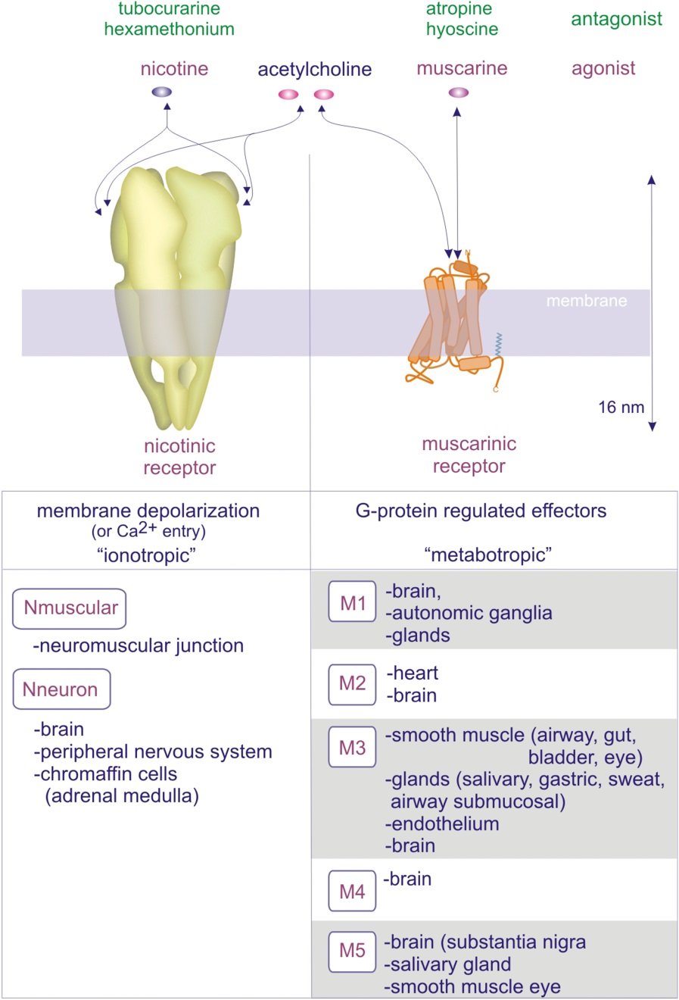 tubocurarine
hexamethonium
atropine
hyoscine
antagonist
nicotine
acetylcholine
muscarine
agonist
N
membrane
C
16 nm
nicotinic
receptor
muscarinic
receptor
membrane depolarization
(or Ca2+ entry)
“ionotropic”
G-protein regulated effectors
“metabotropic”
Nmuscular
-neuromuscular junction
Nneuron
-brain
-peripheral nervous system
-chromaffin cells
(adrenal medulla)
M1
-brain,
-autonomic ganglia
-glands
M2
-heart
-brain
M3
-smooth muscle (airway, gut,
bladder, eye)
-glands (salivary, gastric, sweat,
airway submucosal)
-endothelium
-brain
M4
-brain
M5
-brain (substantia nigra
-salivary gland
-smooth muscle eye